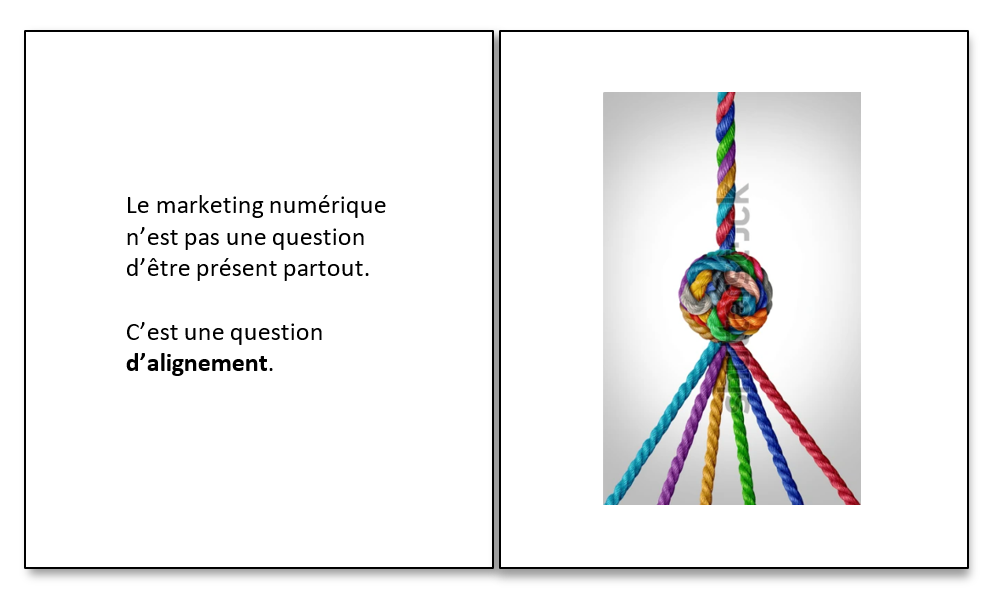 Le marketing numérique
n’est pas une question
d’être présent partout.
C’est une question
d’alignement.